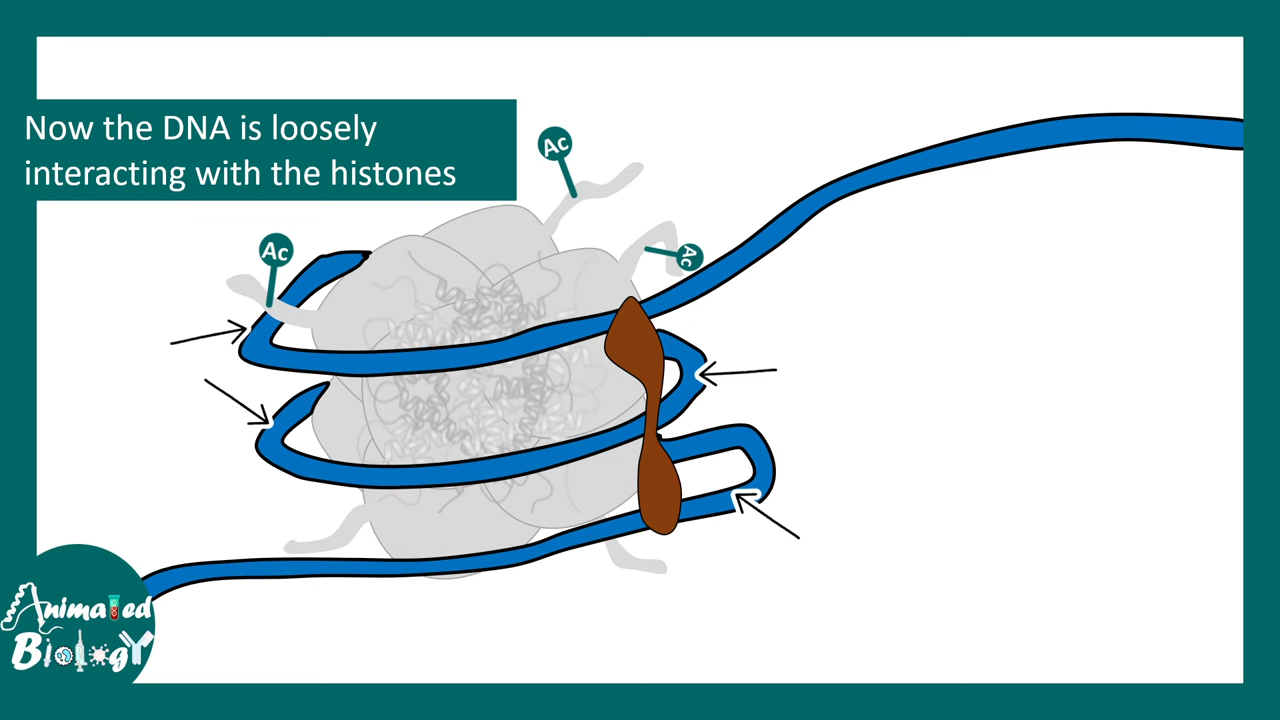 Now the DNA is loosely
interacting with the histones
Ac
Ac
Ac
Animated
Biology